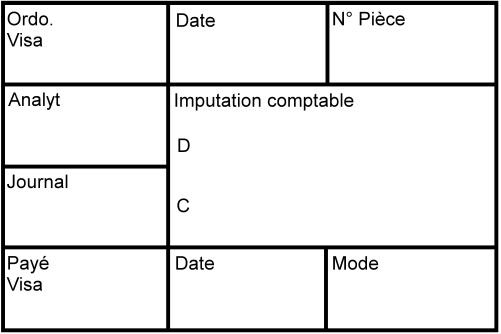 Ordo.
Visa
Date
N° Pièce
Analyt
Imputation comptable
D
Journal
C
Payé
Visa
Date
Mode